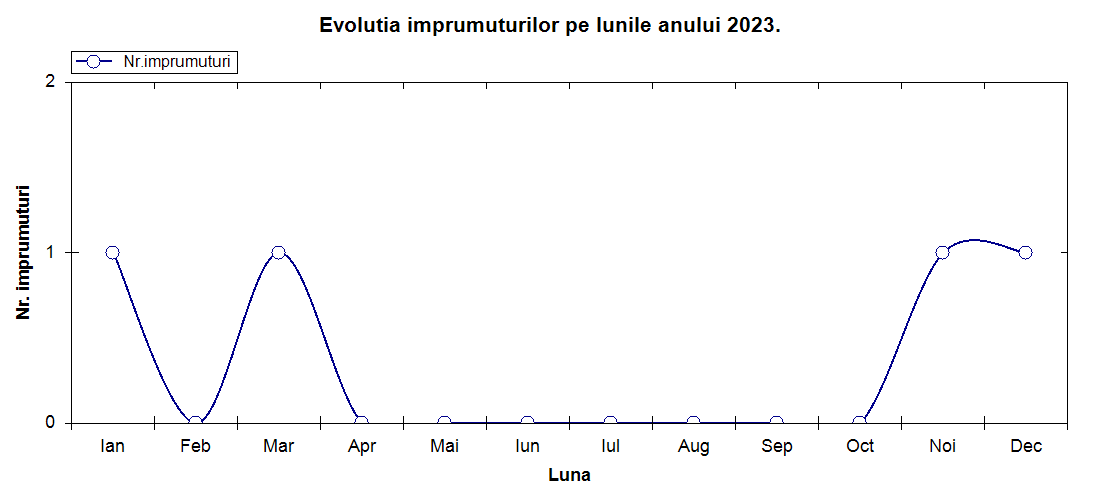 Evolutia imprumuturilor pe lunile anului 2023.
Nr.imprumuturi
2
1
0
Nr. imprumuturi
Ian Feb Mar Apr Mai Iun Iul Aug Sep Oct Noi Dec
Luna